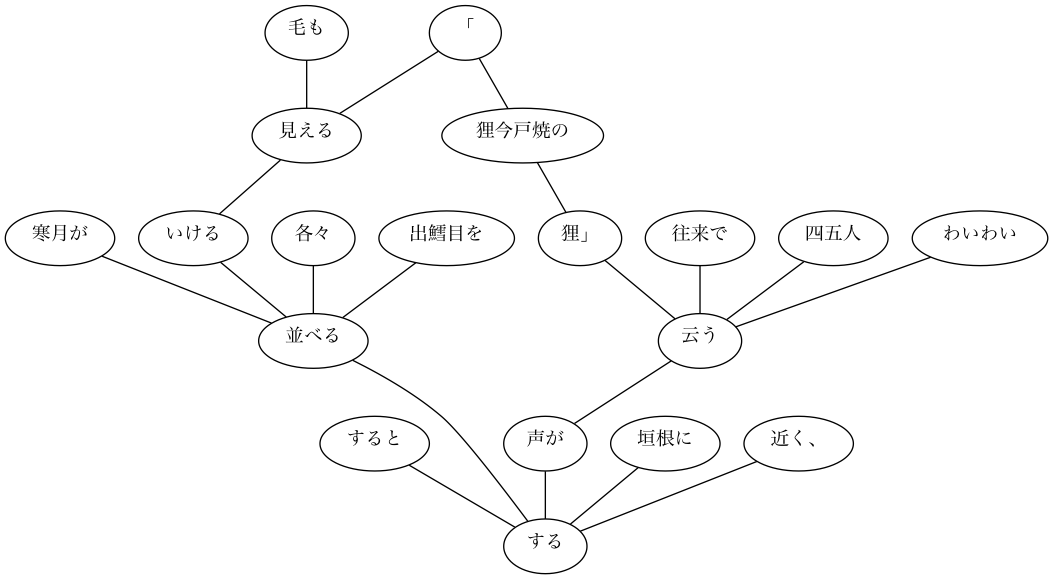 毛も
「
見える
狸今戸焼の
寒月が
いける
各々
出鱈目を
狸」
往来で
四五人
わいわい
並べる
云う
すると
声が
垣根に
近く、
する